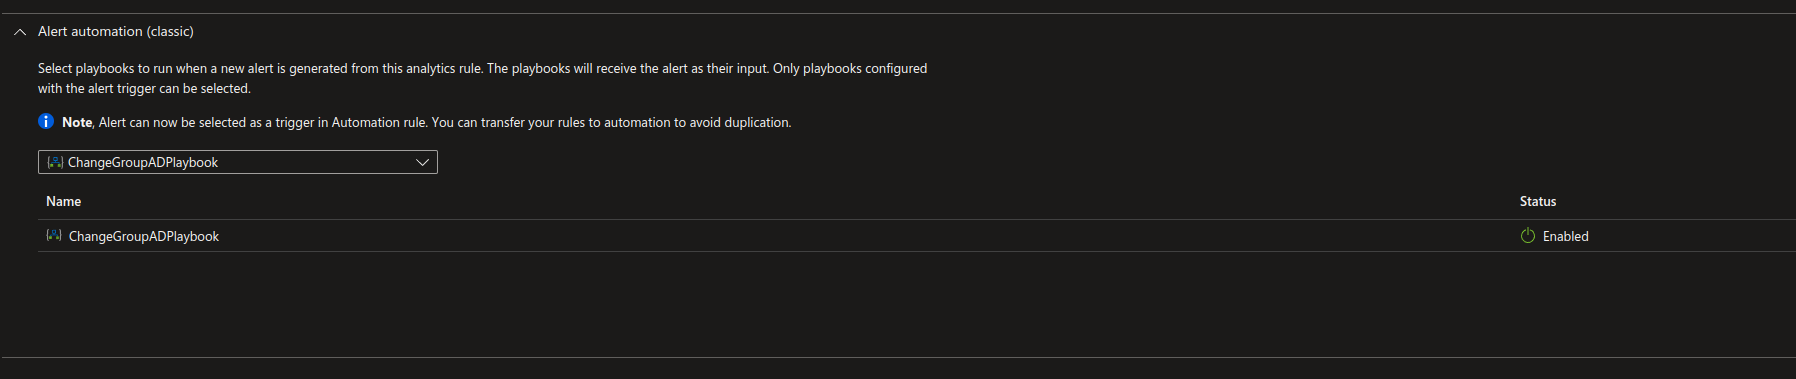 Alert automation (classic)
Select playbooks to run when a new alert is generated from this analytics rule. The playbooks will receive the alert as their input. Only playbooks configured
with the alert trigger can be selected.
Note, Alert can now be selected as a trigger in Automation rule. You can transfer your rules to automation to avoid duplication.
ChangeGroupADPlaybook
Name Status
ChangeGroupADPlaybook Enabled